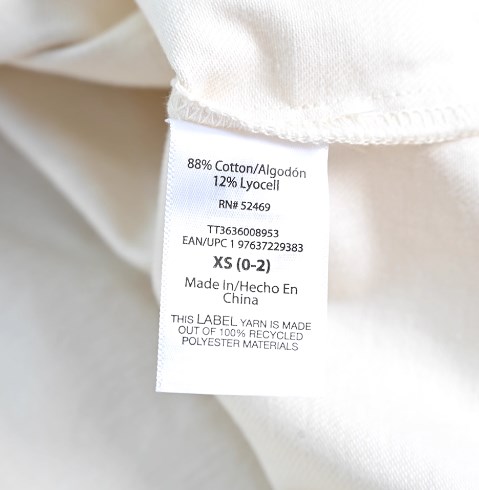 88% Cotton/Algodón
12% Lyocell
RN# 52469
TT3636008953
EAN/UPC 1 97637229383
XS (0-2)
Made in/Hecho En
China
THIS LABEL YARN IS MADE
OUT OF 100% RECYCLED
POLYESTER MATERIALS